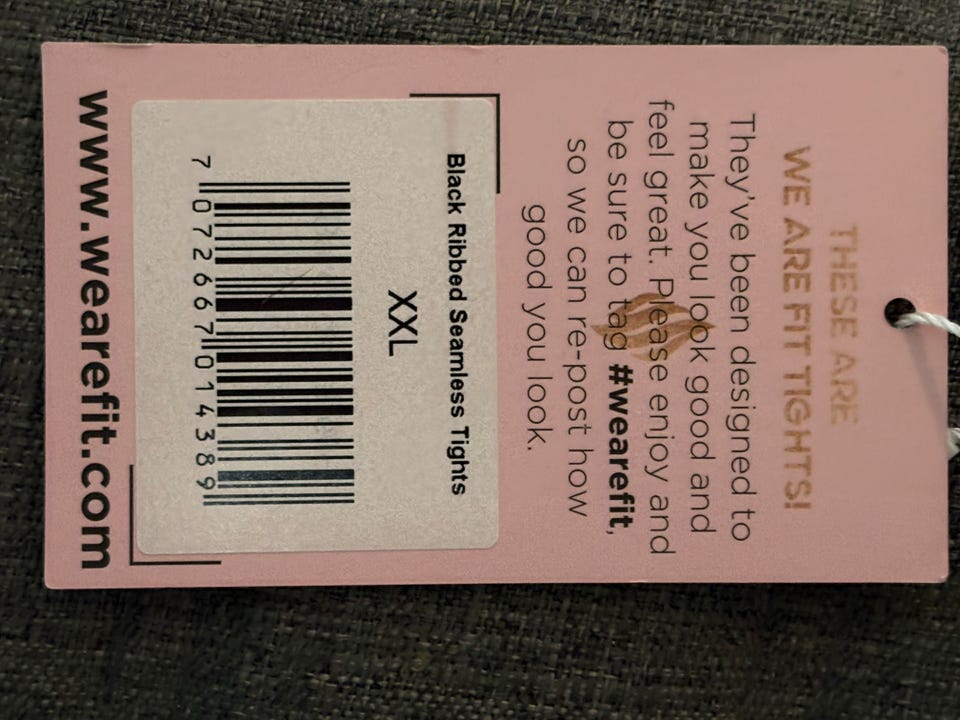 THESE ARE
WE ARE FIT TIGHTS!
They've been designed to
make you look good and
feel great. Please enjoy and
be sure to tag #wearefit,
so we can re-post how
good you look.
Black Ribbed Seamless Tights
XXL
7 072667 014389
www.wearefit.com